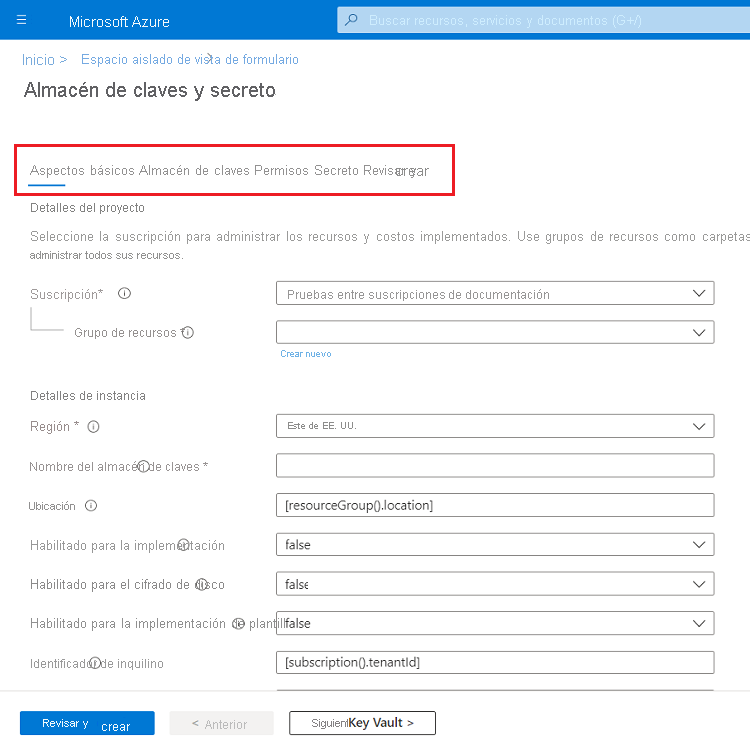 Microsoft Azure
Buscar recursos, servicios y documentos (G+/)
Inicio > Espacio aislado de vista de formulario
Almacén de claves y secreto
Aspectos básicos Almacén de claves Permisos Secreto Revisar y crear
Detalles del proyecto
Seleccione la suscripción para administrar los recursos y costos implementados. Use grupos de recursos como carpetas
administrar todos sus recursos.
Suscripción*
Pruebas entre suscripciones de documentación
Grupo de recursos *
Crear nuevo
Detalles de instancia
Región *
Este de EE. UU.
Nombre del almacén de claves *
Ubicación
[resourceGroup().location]
Habilitado para la implementación
false
Habilitado para el cifrado de disco
false
Habilitado para la implementación de plantill
false
Identificador de inquilino
[subscription().tenantId]
Revisar y crear
< Anterior
Siguient Key Vault >